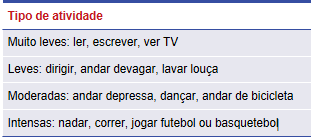 Tipo de atividade
Muito leves: ler, escrever, ver TV
Leves: dirigir, andar devagar, lavar louça
Moderadas: andar depressa, dançar, andar de bicicleta
Intensas: nadar, correr, jogar futebol ou basquetebol